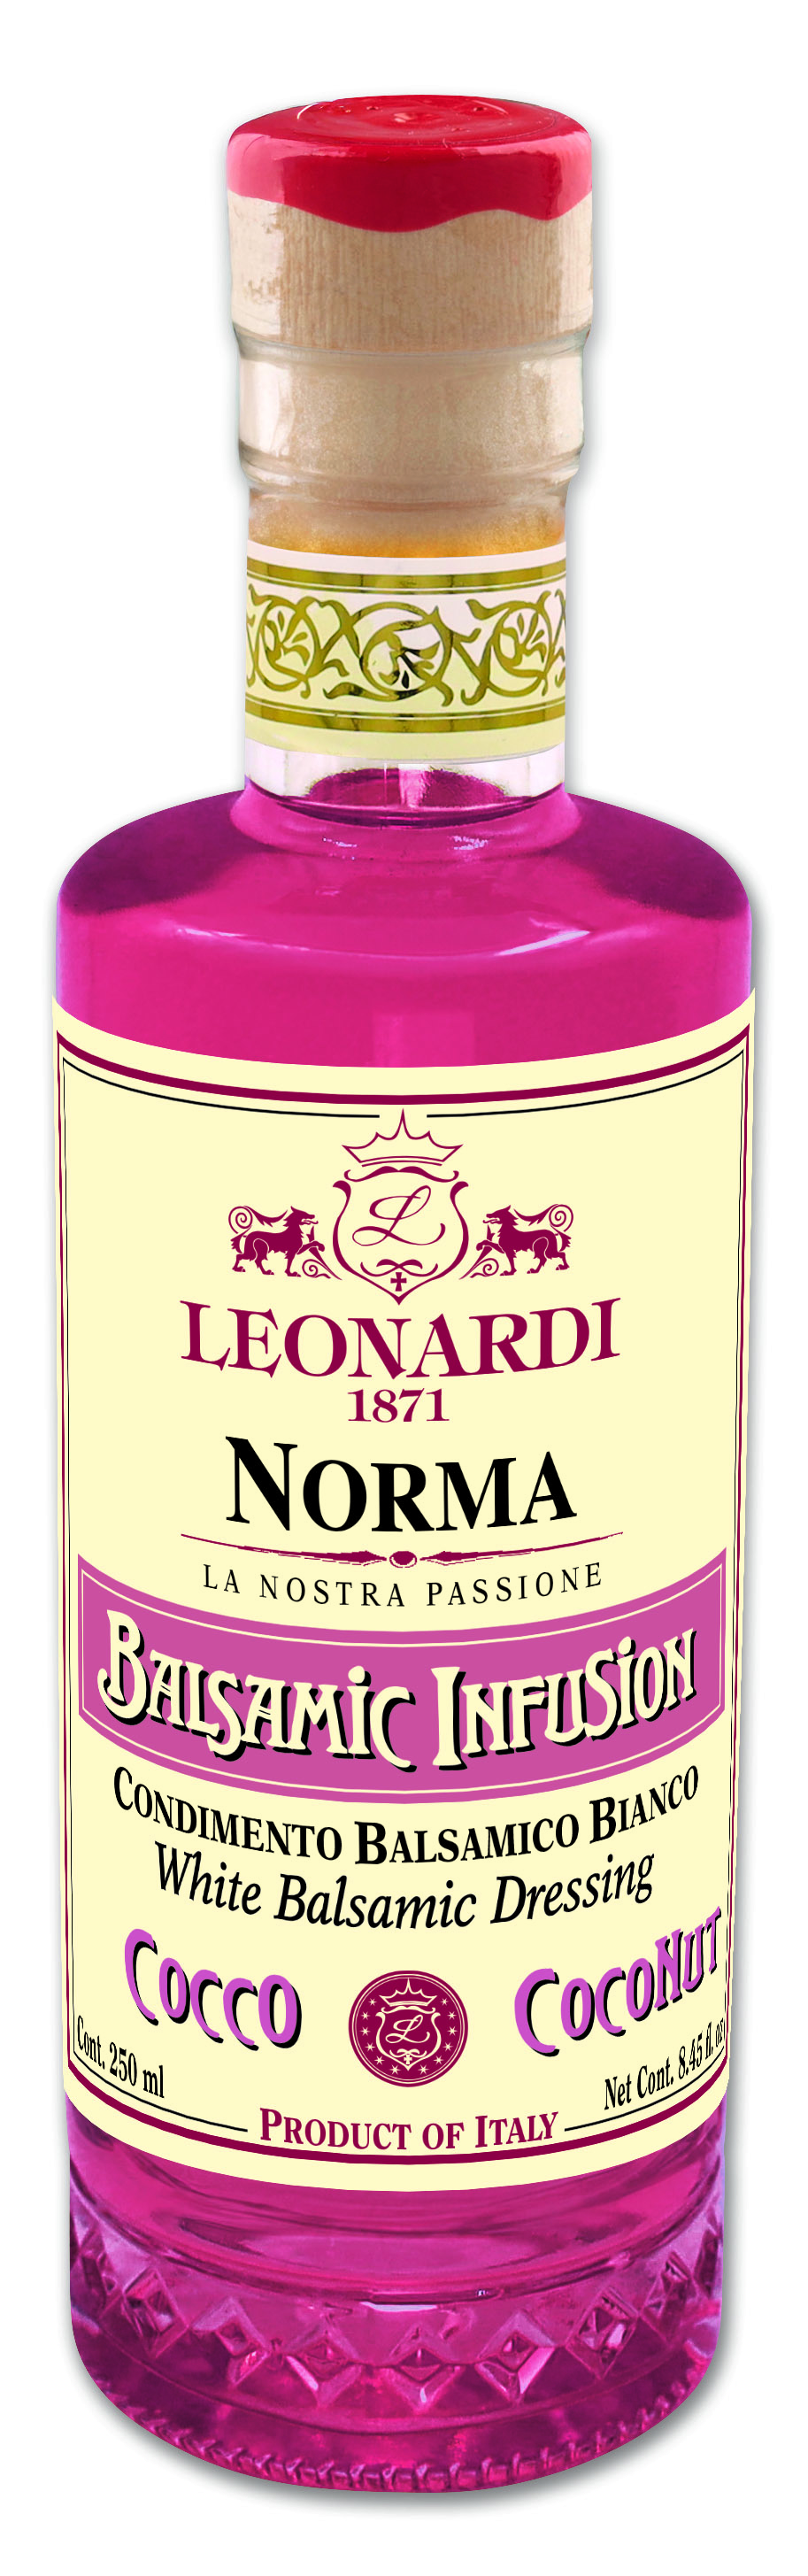 L
LEONARDI
1871
NORMA
LA NOSTRA PASSIONE
BALSAMiC INFUSiON
CONDIMENTO BALSAMICO BIANCO
White Balsamic Dressing
COCCO
L
COCONUT
Cont. 250 ml
Net Cont. 8.45 fl. oz.
PRODUCT OF ITALY